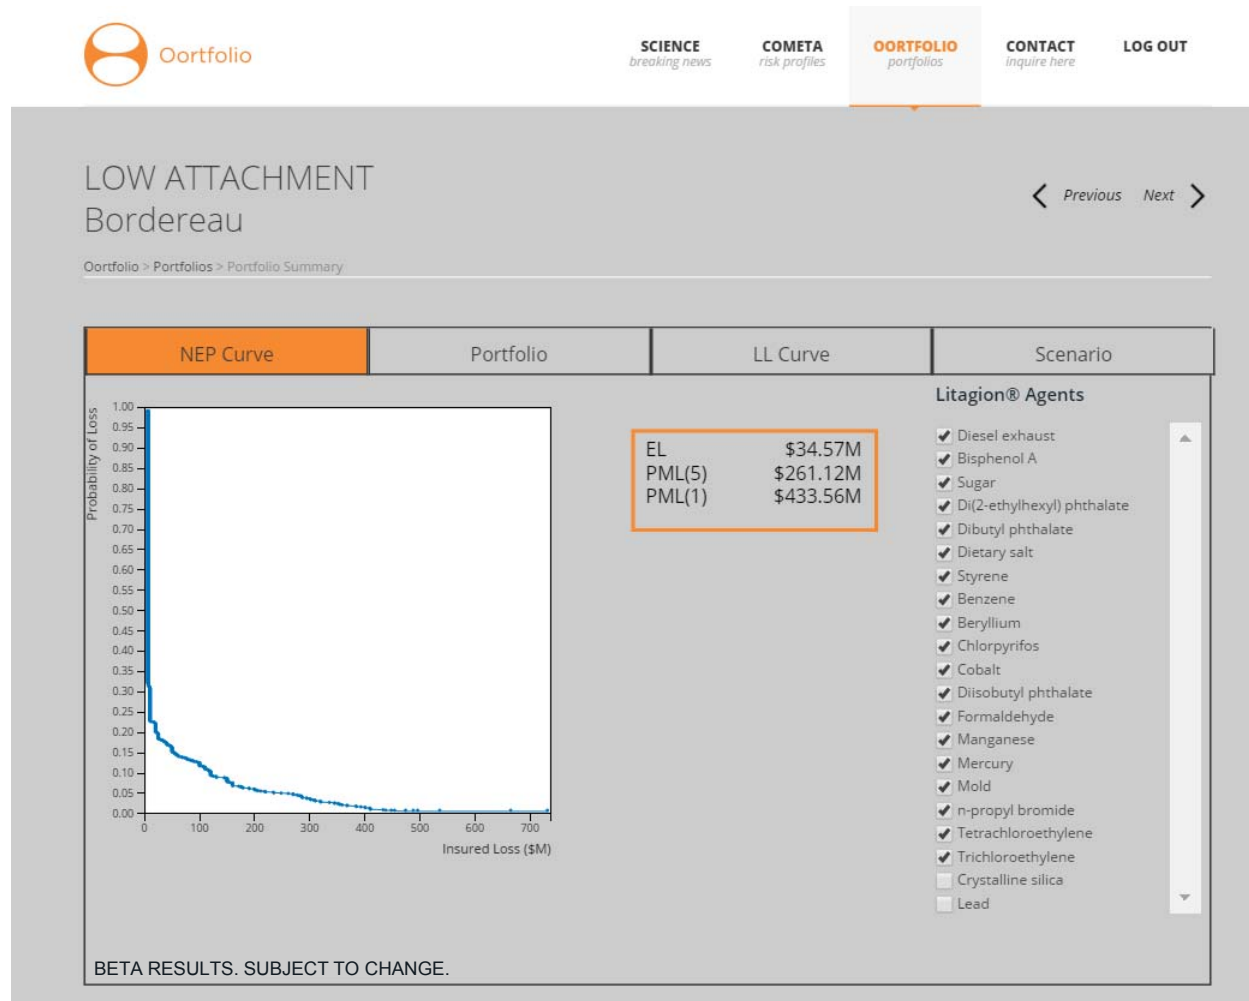 Oortfolio
SCIENCE
breaking news
COMETA
risk profiles
OORTFOLIO
portfolios
CONTACT
inquire here
LOG OUT
LOW ATTACHMENT
Bordereau
Previous Next
Oortfolio > Portfolios > Portfolio Summary
NEP Curve
Portfolio
LL Curve
Scenario
Probability of Loss
1.00
0.95
0.90
0.85
0.80
0.75
0.70
0.65
0.60
0.55
0.50
0.45
0.40
0.35
0.30
0.25
0.20
0.15
0.10
0.05
0.00
0 100 200 300 400 500 600 700
Insured Loss ($M)
EL $34.57M
PML(5) $261.12M
PML(1) $433.56M
Litagion® Agents
Diesel exhaust
Bisphenol A
Sugar
Di(2-ethylhexyl) phthalate
Dibutyl phthalate
Dietary salt
Styrene
Benzene
Beryllium
Chlorpyrifos
Cobalt
Diisobutyl phthalate
Formaldehyde
Manganese
Mercury
Mold
n-propyl bromide
Tetrachloroethylene
Trichloroethylene
Crystalline silica
Lead
BETA RESULTS. SUBJECT TO CHANGE.